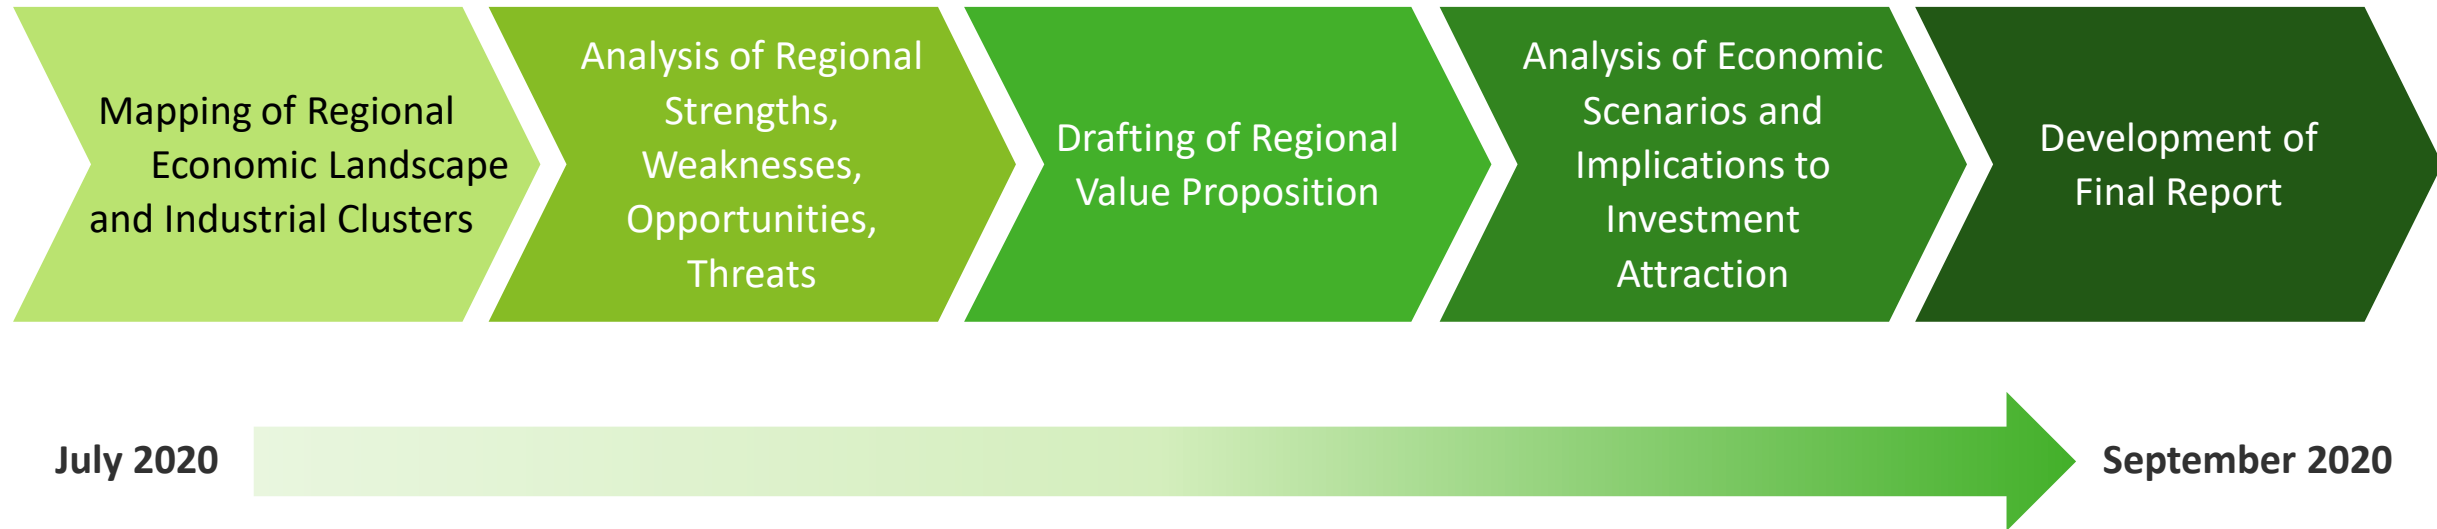 Mapping of Regional
Economic Landscape
and Industrial Clusters
Analysis of Regional
Strengths,
Weaknesses,
Opportunities,
Threats
Drafting of Regional
Value Proposition
Analysis of Economic
Scenarios and
Implications to
Investment
Attraction
Development of
Final Report
July 2020
September 2020